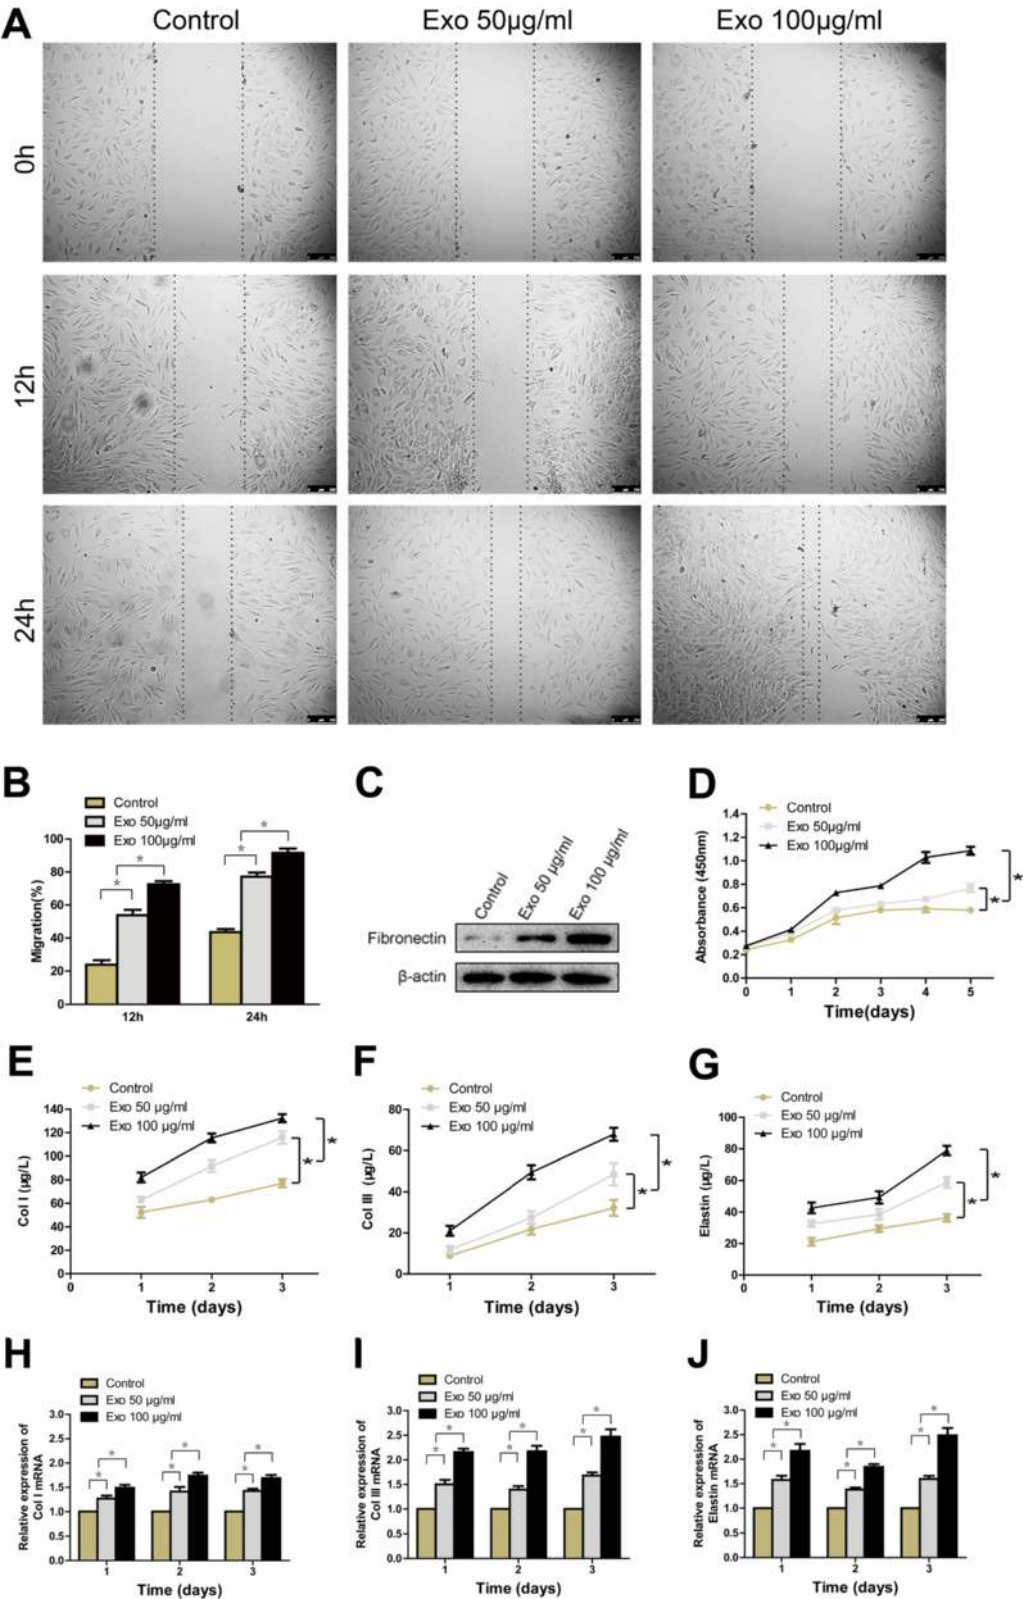 A
Control
Exo 50µg/ml
Exo 100µg/ml
0h
12h
24h
B
Control
Exo 50µg/ml
Exo 100µg/ml
Migration(%)
100
80
60
40
20
0
*
*
*
*
12h
24h
C
Control
Exo 50 µg/ml
Exo 100 µg/ml
Fibronectin
β-actin
D
Control
Exo 50µg/ml
Exo 100µg/ml
Absorbance (450nm)
1.4
1.2
1.0
0.8
0.6
0.4
0.2
0.0
*
*
0 1 2 3 4 5
Time(days)
E
Control
Exo 50 µg/ml
Exo 100 µg/ml
Col I (µg/L)
140
120
100
80
60
40
20
0
*
*
0 1 2 3
Time (days)
F
Control
Exo 50 µg/ml
Exo 100 µg/ml
Col III (µg/L)
80
60
40
20
0
*
*
1 2 3
Time (days)
G
Control
Exo 50 µg/ml
Exo 100 µg/ml
Elastin (µg/L)
100
80
60
40
20
0
*
*
0 1 2 3
Time (days)
H
Control
Exo 50 µg/ml
Exo 100 µg/ml
Relative expression of
Col I mRNA
3.0
2.5
2.0
1.5
1.0
0.5
0.0
*
*
*
*
*
*
1 2 3
Time (days)
I
Control
Exo 50 µg/ml
Exo 100 µg/ml
Relative expression of
Col III mRNA
3.0
2.5
2.0
1.5
1.0
0.5
0.0
*
*
*
*
*
*
1 2 3
Time (days)
J
Control
Exo 50 µg/ml
Exo 100 µg/ml
Relative expression of
Elastin mRNA
3.0
2.5
2.0
1.5
1.0
0.5
0.0
*
*
*
*
*
*
1 2 3
Time (days)